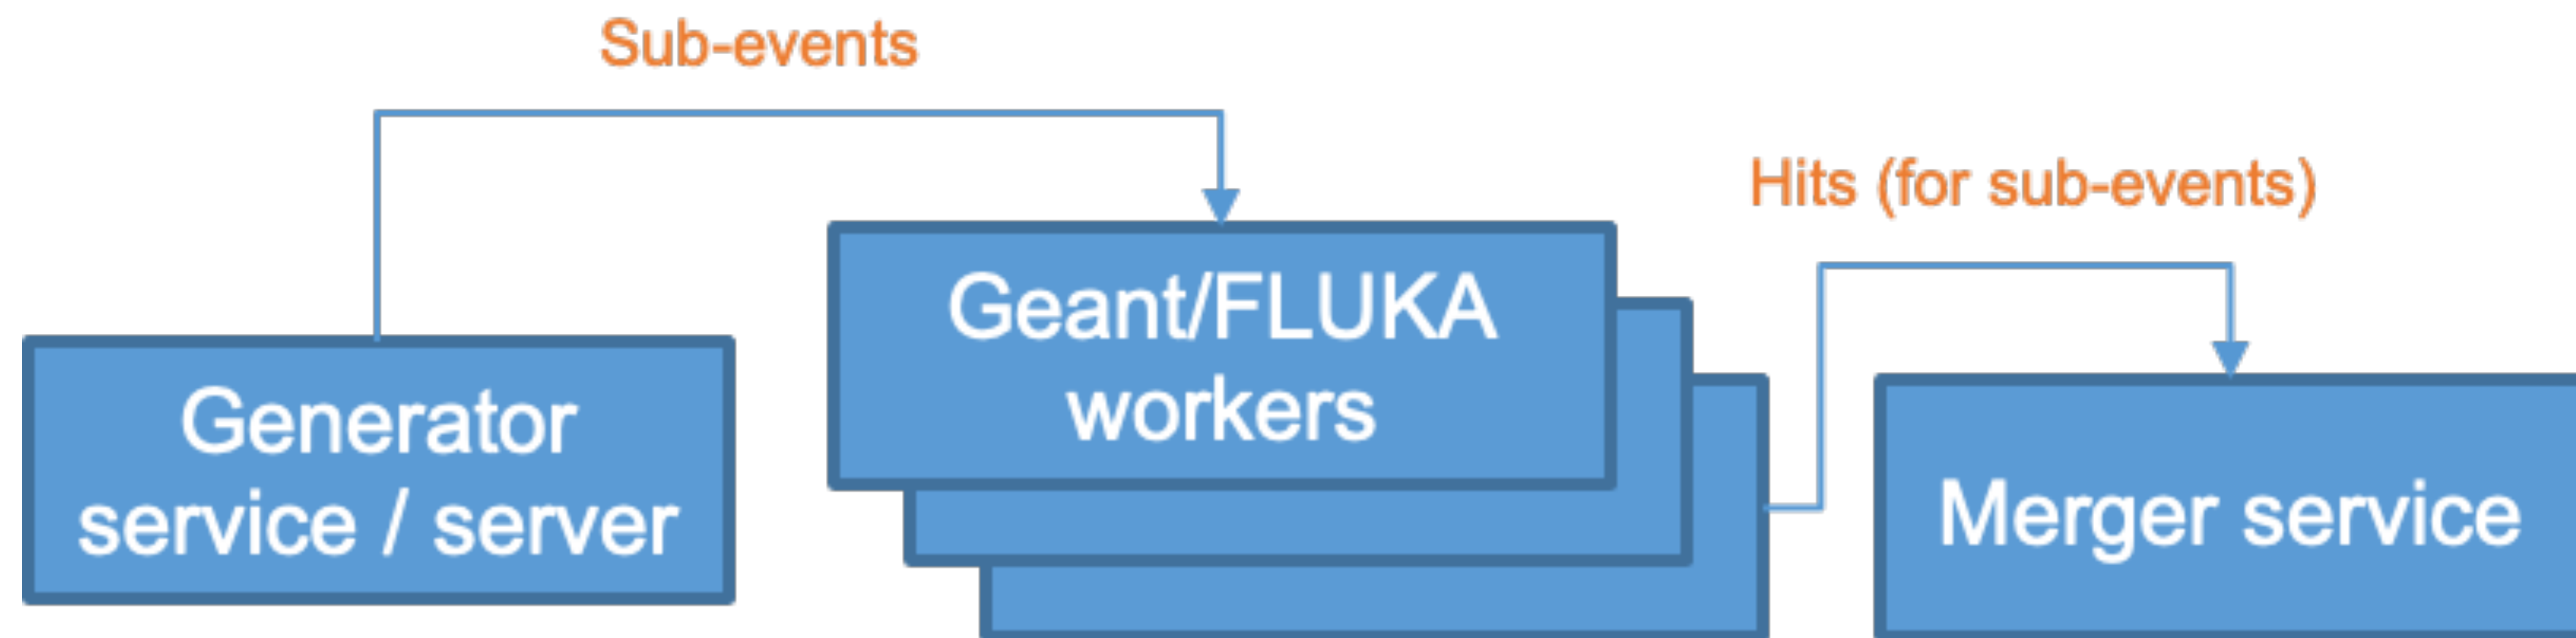 Sub-events
Hits (for sub-events)
Geant/FLUKA
workers
Generator
service / server
Merger service